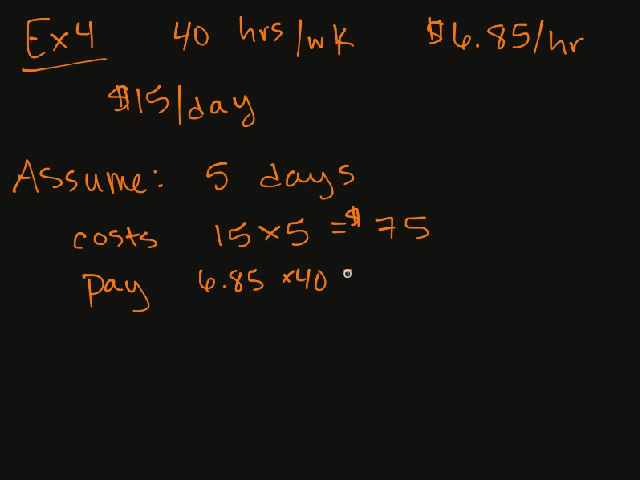 Ex4 40 hrs/wk $6.85/hr
$15/day
Assume: 5 days
costs 15 × 5 = $75
pay 6.85 × 40